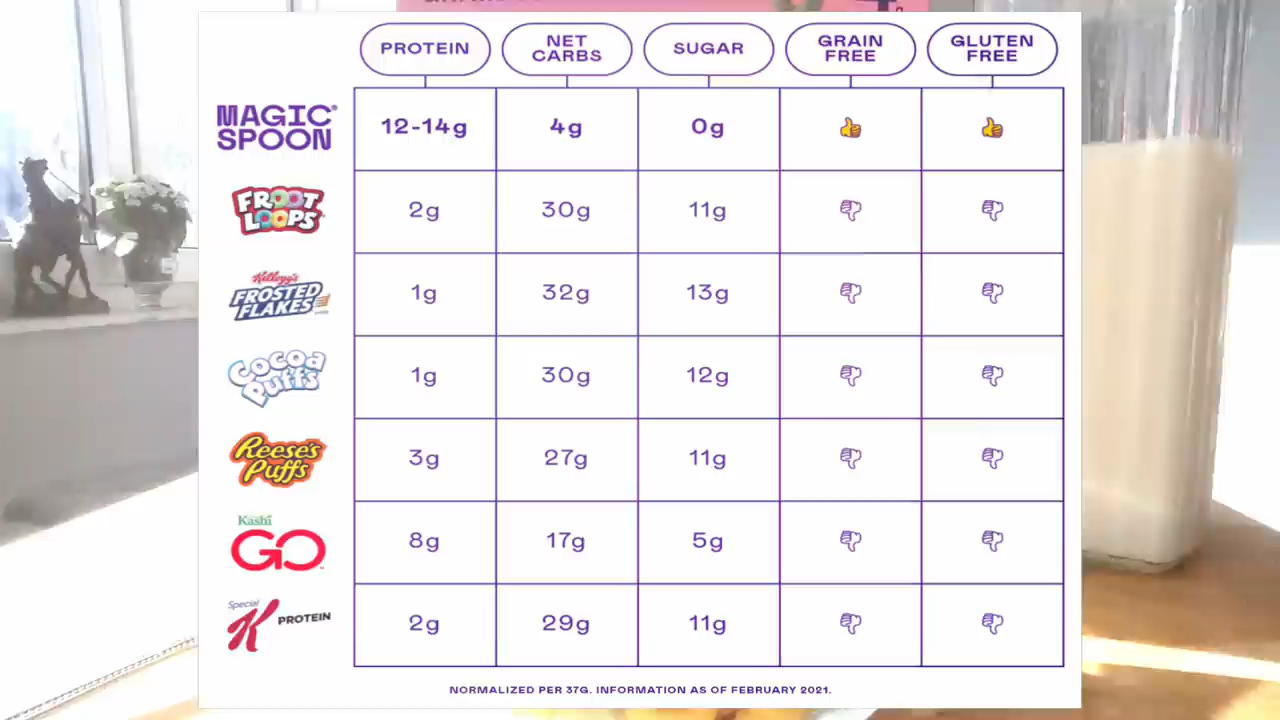 PROTEIN
NET
CARBS
SUGAR
GRAIN
FREE
GLUTEN
FREE
MAGIC
SPOON
12-14g
4g
0g
FROOT
LOOPS
2g
30g
11g
Kellogg's
FROSTED
FLAKES
1g
32g
13g
Cocoa
Puffs
1g
30g
12g
Reese's
Puffs
3g
27g
11g
Kashi
GO
8g
17g
5g
Special
K PROTEIN
2g
29g
11g
NORMALIZED PER 37G. INFORMATION AS OF FEBRUARY 2021.